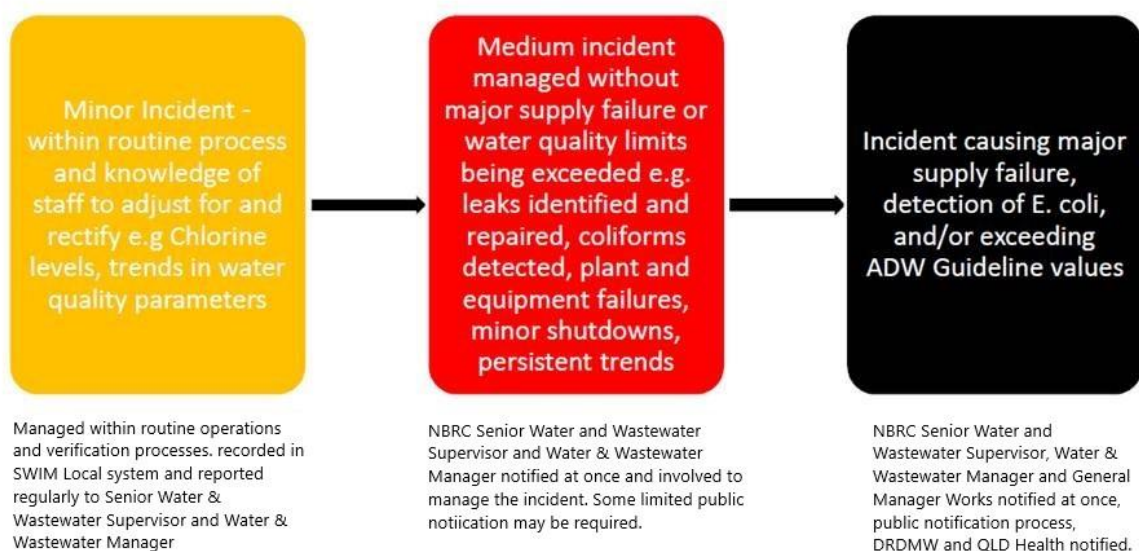 Minor Incident -
within routine process
and knowledge of
staff to adjust for and
rectify e.g Chlorine
levels, trends in water
quality parameters
Medium incident
managed without
major supply failure or
water quality limits
being exceeded e.g.
leaks identified and
repaired, coliforms
detected, plant and
equipment failures,
minor shutdowns,
persistent trends
Incident causing major
supply failure,
detection of E. coli,
and/or exceeding
ADW Guideline values
Managed within routine operations
and verification processes. recorded in
SWIM Local system and reported
regularly to Senior Water &
Wastewater Supervisor and Water &
Wastewater Manager
NBRC Senior Water and Wastewater
Supervisor and Water & Wastewater
Manager notified at once and involved to
manage the incident. Some limited public
notiication may be required.
NBRC Senior Water and
Wastewater Supervisor, Water &
Wastewater Manager and General
Manager Works notified at once,
public notification process,
DRDMW and QLD Health notified.